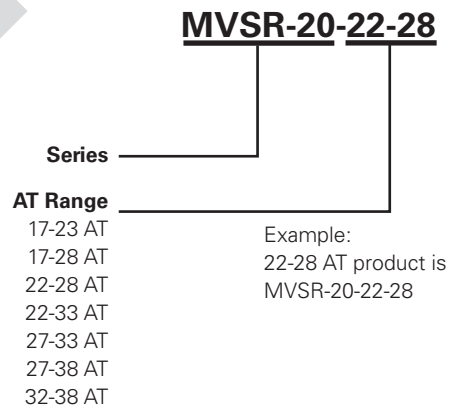 MVSR-20-22-28
Series
AT Range
17-23 AT
17-28 AT
22-28 AT
22-33 AT
27-33 AT
27-38 AT
32-38 AT
Example:
22-28 AT product is
MVSR-20-22-28